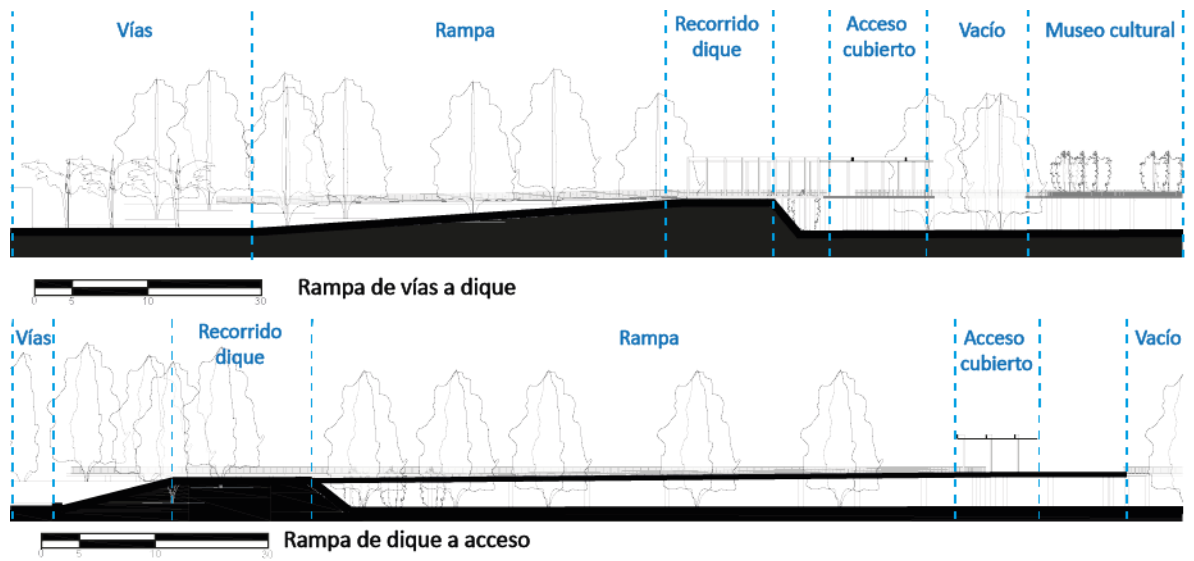 Vías
Rampa
Recorrido
dique
Acceso
cubierto
Vacío
Museo cultural
0 5 10 30
Rampa de vías a dique
Vías
Recorrido
dique
Rampa
Acceso
cubierto
Vacío
0 5 10 30
Rampa de dique a acceso